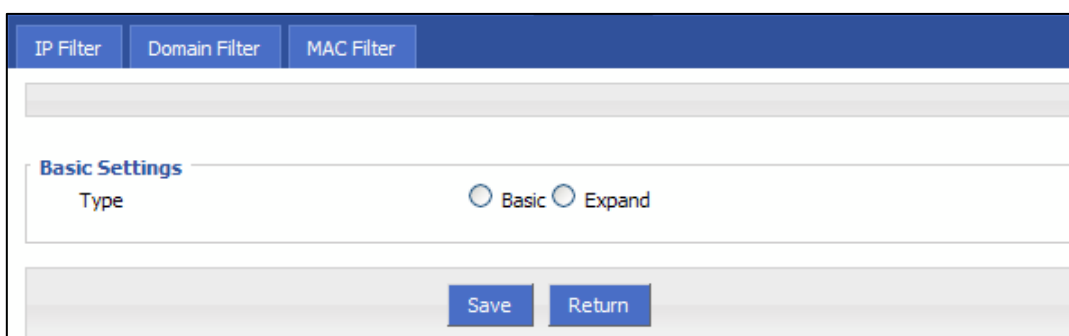 IP Filter Domain Filter MAC Filter
Basic Settings
Type Basic Expand
Save Return